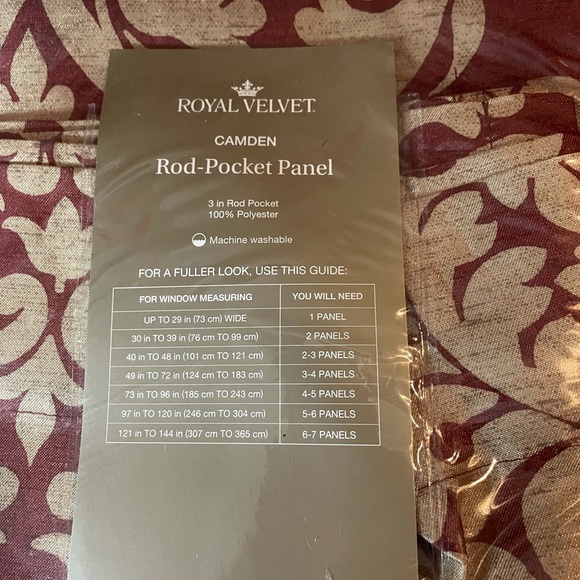 ROYAL VELVET
CAMDEN
Rod-Pocket Panel
3 in Rod Pocket
100% Polyester
Machine washable
FOR A FULLER LOOK, USE THIS GUIDE:
FOR WINDOW MEASURING YOU WILL NEED
UP TO 29 in (73 cm) WIDE 1 PANEL
30 in TO 39 in (76 cm TO 99 cm) 2 PANELS
40 in TO 48 in (101 cm TO 121 cm) 2-3 PANELS
49 in TO 72 in (124 cm TO 183 cm) 3-4 PANELS
73 in TO 96 in (185 cm TO 243 cm) 4-5 PANELS
97 in TO 120 in (246 cm TO 304 cm) 5-6 PANELS
121 in TO 144 in (307 cm TO 365 cm) 6-7 PANELS